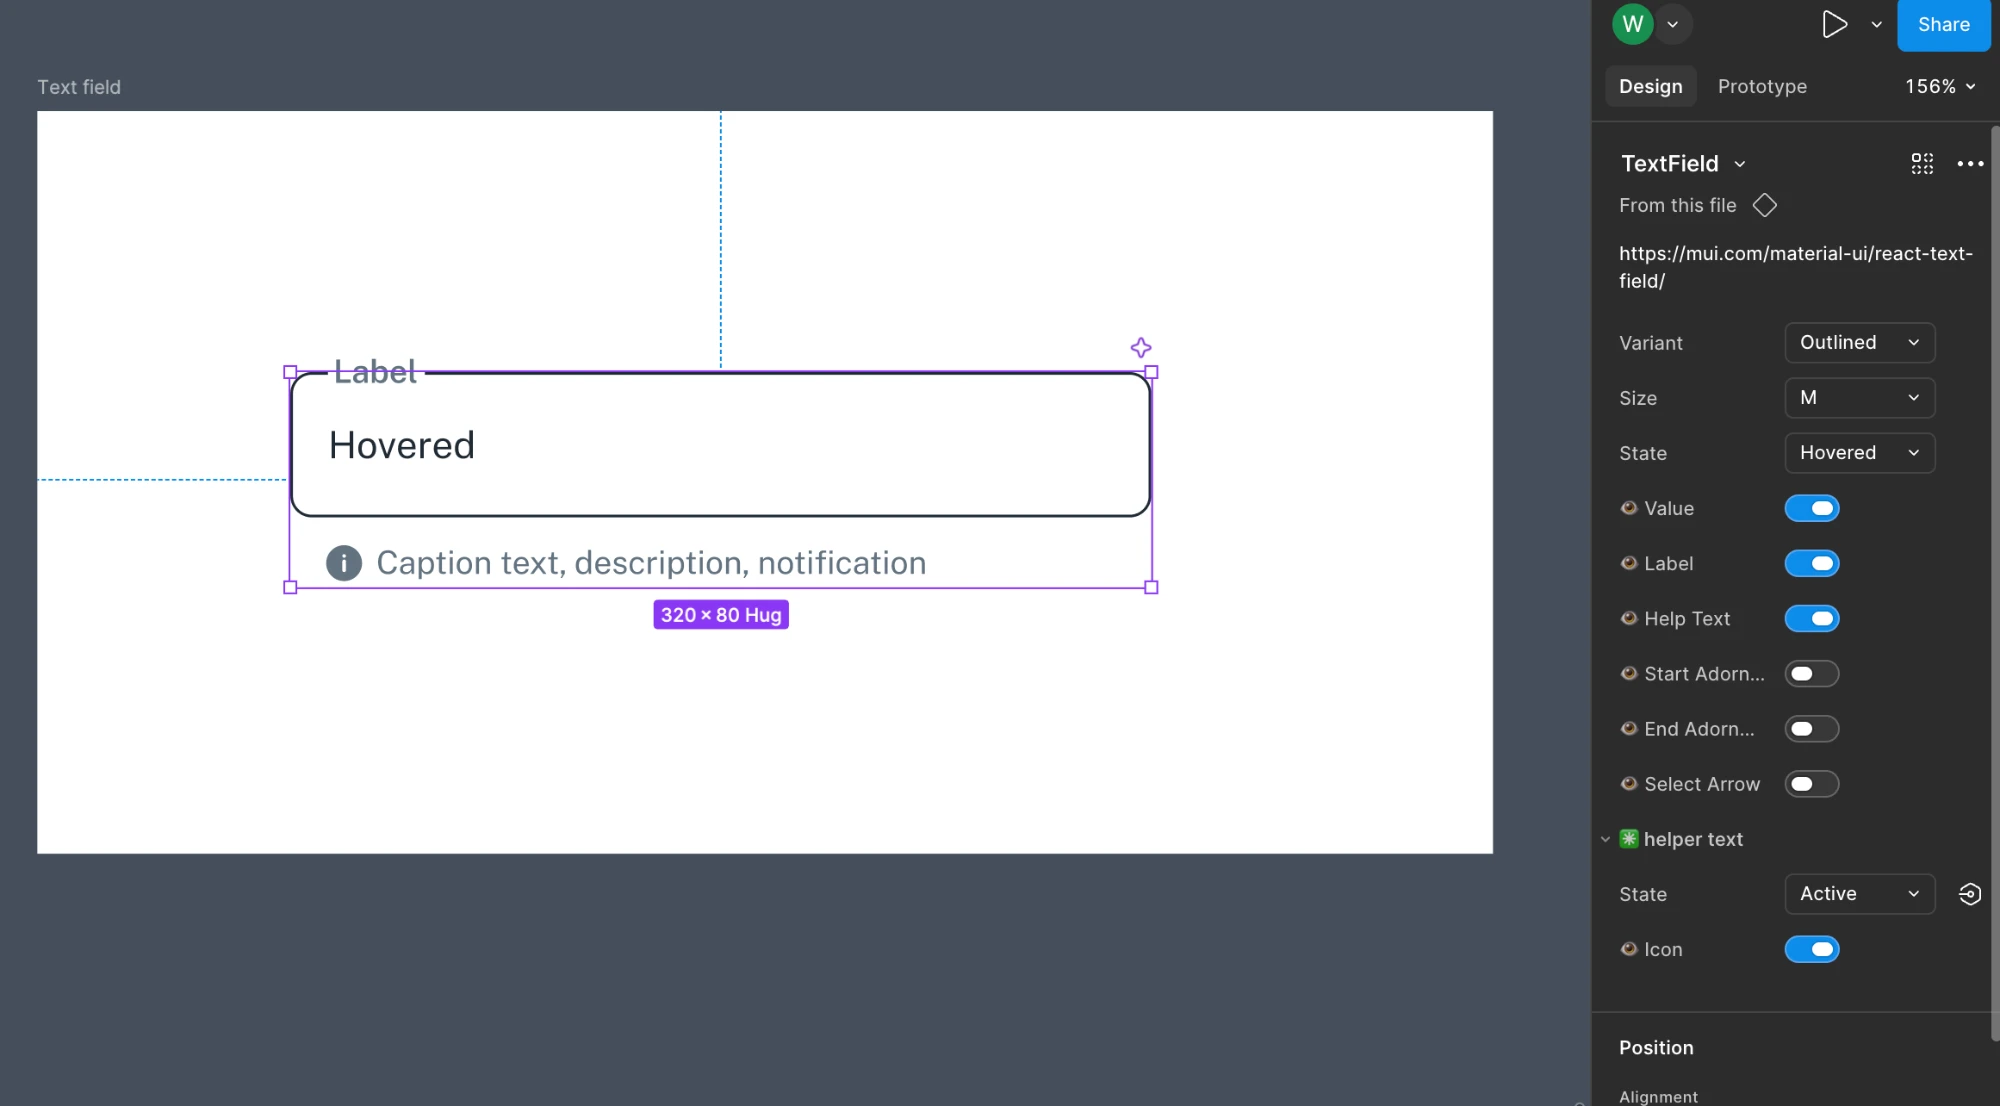 W
Share
Design Prototype 156%
Text field
TextField
From this file
https://mui.com/material-ui/react-text-
field/
Variant Outlined
Size M
State Hovered
Value
Label
Help Text
Start Adorn...
End Adorn...
Select Arrow
helper text
State Active
Icon
Position
Alignment
Label
Hovered
i Caption text, description, notification
320 × 80 Hug